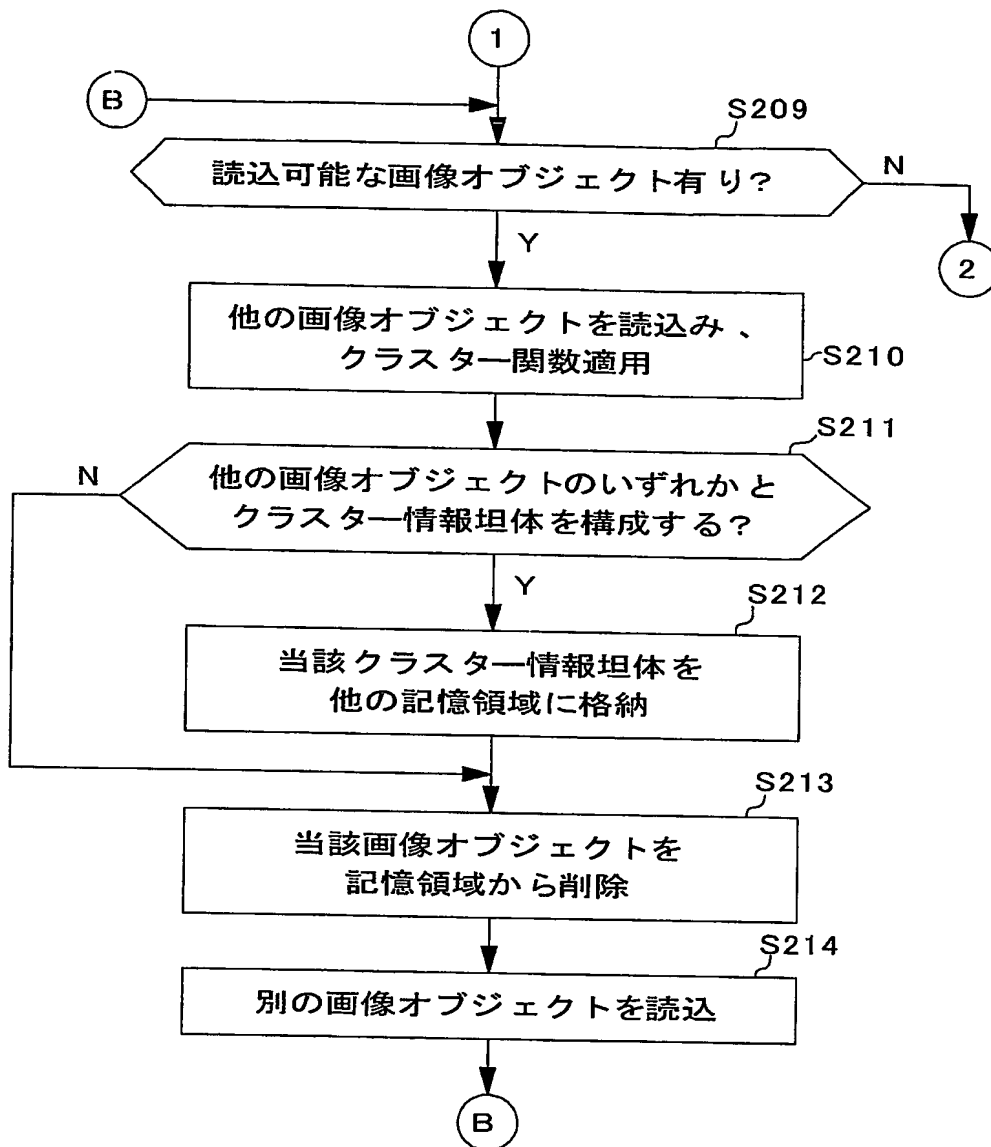 1
B
S209
読込可能な画像オブジェクト有り?
N
Y
2
他の画像オブジェクトを読込み、
クラスター関数適用
S210
S211
N
他の画像オブジェクトのいずれかと
クラスター情報坦体を構成する?
Y
S212
当該クラスター情報坦体を
他の記憶領域に格納
S213
当該画像オブジェクトを
記憶領域から削除
S214
別の画像オブジェクトを読込
B